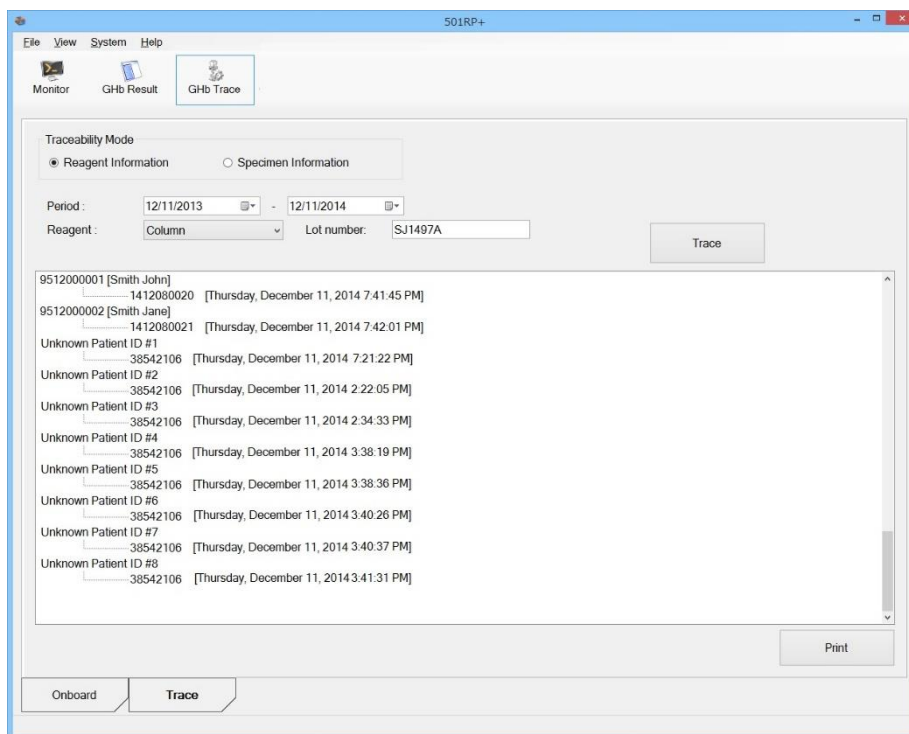 501RP+
File View System Help
Monitor GHb Result GHb Trace
Traceability Mode
Reagent Information Specimen Information
Period : 12/11/2013 - 12/11/2014
Reagent : Column Lot number: SJ1497A
Trace
9512000001 [Smith John]
1412080020 [Thursday, December 11, 2014 7:41:45 PM]
9512000002 [Smith Jane]
1412080021 [Thursday, December 11, 2014 7:42:01 PM]
Unknown Patient ID #1
38542106 [Thursday, December 11, 2014 7:21:22 PM]
Unknown Patient ID #2
38542106 [Thursday, December 11, 2014 2:22:05 PM]
Unknown Patient ID #3
38542106 [Thursday, December 11, 2014 2:34:33 PM]
Unknown Patient ID #4
38542106 [Thursday, December 11, 2014 3:38:19 PM]
Unknown Patient ID #5
38542106 [Thursday, December 11, 2014 3:38:36 PM]
Unknown Patient ID #6
38542106 [Thursday, December 11, 2014 3:40:26 PM]
Unknown Patient ID #7
38542106 [Thursday, December 11, 2014 3:40:37 PM]
Unknown Patient ID #8
38542106 [Thursday, December 11, 2014 3:41:31 PM]
Print
Onboard Trace